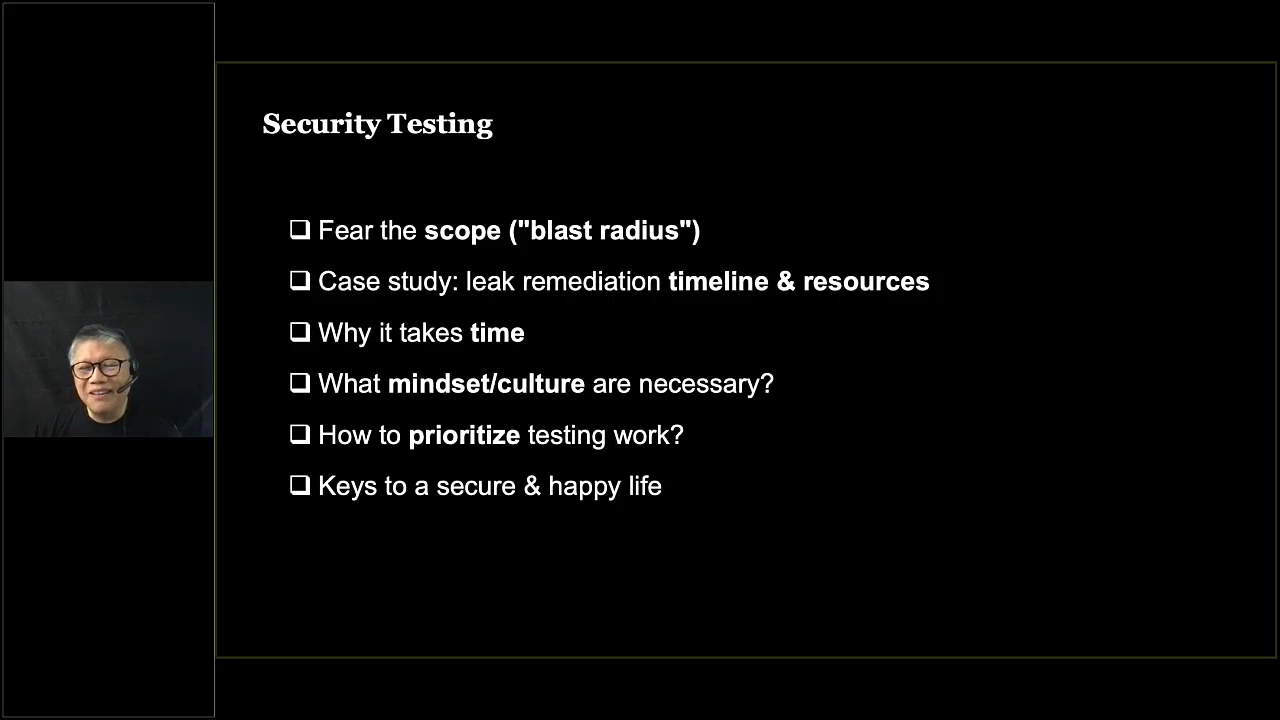 Security Testing
Fear the scope ("blast radius")
Case study: leak remediation timeline & resources
Why it takes time
What mindset/culture are necessary?
How to prioritize testing work?
Keys to a secure & happy life